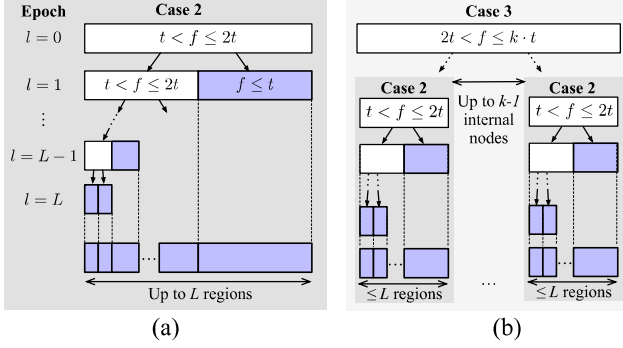 Epoch
Case 2
l = 0
t < f ≤ 2t
l = 1
t < f ≤ 2t
f ≤ t
⋮
l = L − 1
l = L
...
Up to L regions
(a)
Case 3
2t < f ≤ k · t
Case 2
Case 2
t < f ≤ 2t
Up to k-1
internal
nodes
t < f ≤ 2t
...
...
≤ L regions
...
≤ L regions
(b)